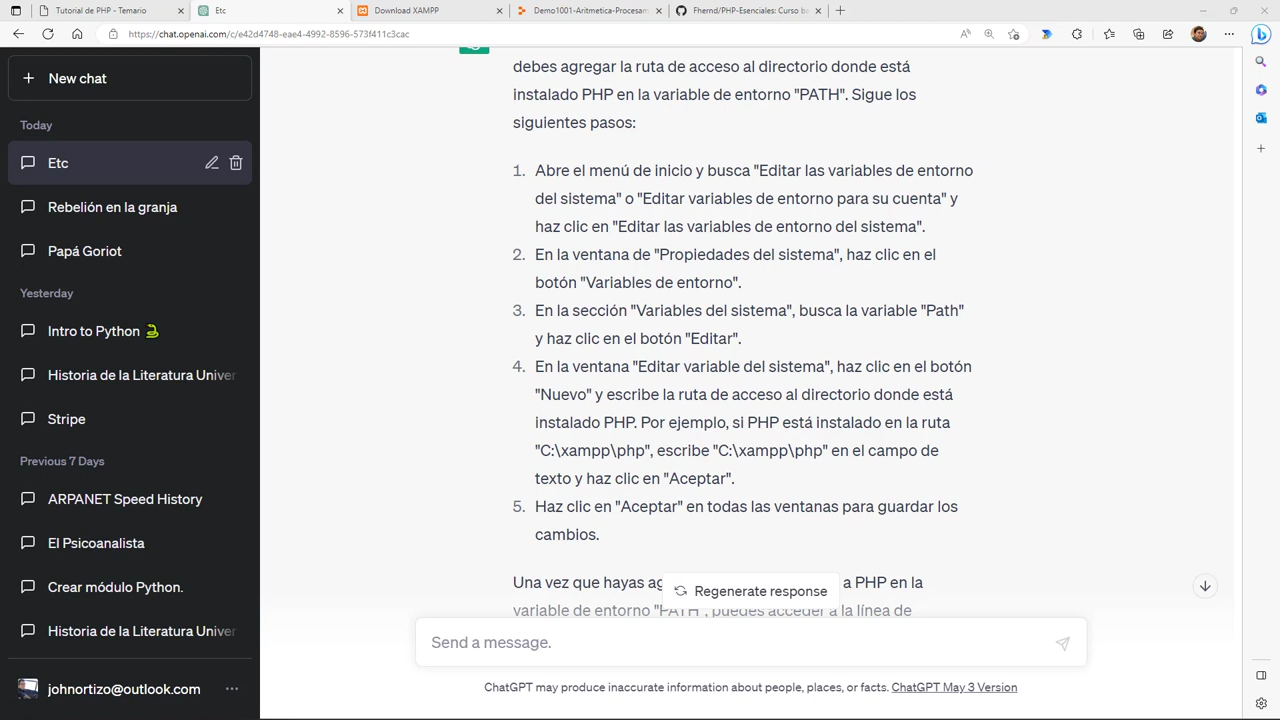 Tutorial de PHP - Temario
Etc
Download XAMPP
Demo1001-Aritmetica-Procesam
Fhernd/PHP-Esenciales: Curso ba
https://chat.openai.com/c/e42d4748-eae4-4992-8596-573f411c3cac
New chat
Today
Etc
Rebelión en la granja
Papá Goriot
Yesterday
Intro to Python
Historia de la Literatura Univer
Stripe
Previous 7 Days
ARPANET Speed History
El Psicoanalista
Crear módulo Python.
Historia de la Literatura Univer
johnortizo@outlook.com
debes agregar la ruta de acceso al directorio donde está
instalado PHP en la variable de entorno "PATH". Sigue los
siguientes pasos:
1. Abre el menú de inicio y busca "Editar las variables de entorno
del sistema" o "Editar variables de entorno para su cuenta" y
haz clic en "Editar las variables de entorno del sistema".
2. En la ventana de "Propiedades del sistema", haz clic en el
botón "Variables de entorno".
3. En la sección "Variables del sistema", busca la variable "Path"
y haz clic en el botón "Editar".
4. En la ventana "Editar variable del sistema", haz clic en el botón
"Nuevo" y escribe la ruta de acceso al directorio donde está
instalado PHP. Por ejemplo, si PHP está instalado en la ruta
"C:\xampp\php", escribe "C:\xampp\php" en el campo de
texto y haz clic en "Aceptar".
5. Haz clic en "Aceptar" en todas las ventanas para guardar los
cambios.
Una vez que hayas ag
Regenerate response
a PHP en la
variable de entorno "PATH", puedes acceder a la línea de
Send a message.
ChatGPT may produce inaccurate information about people, places, or facts. ChatGPT May 3 Version